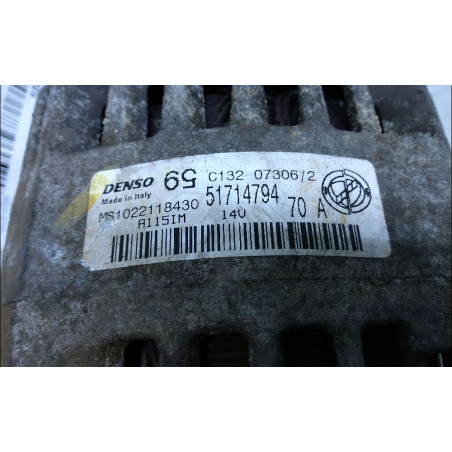 DENSO 59 C132 07306/2
Made in Italy
MS1022118430 51714794 70 A
A115IM 14V